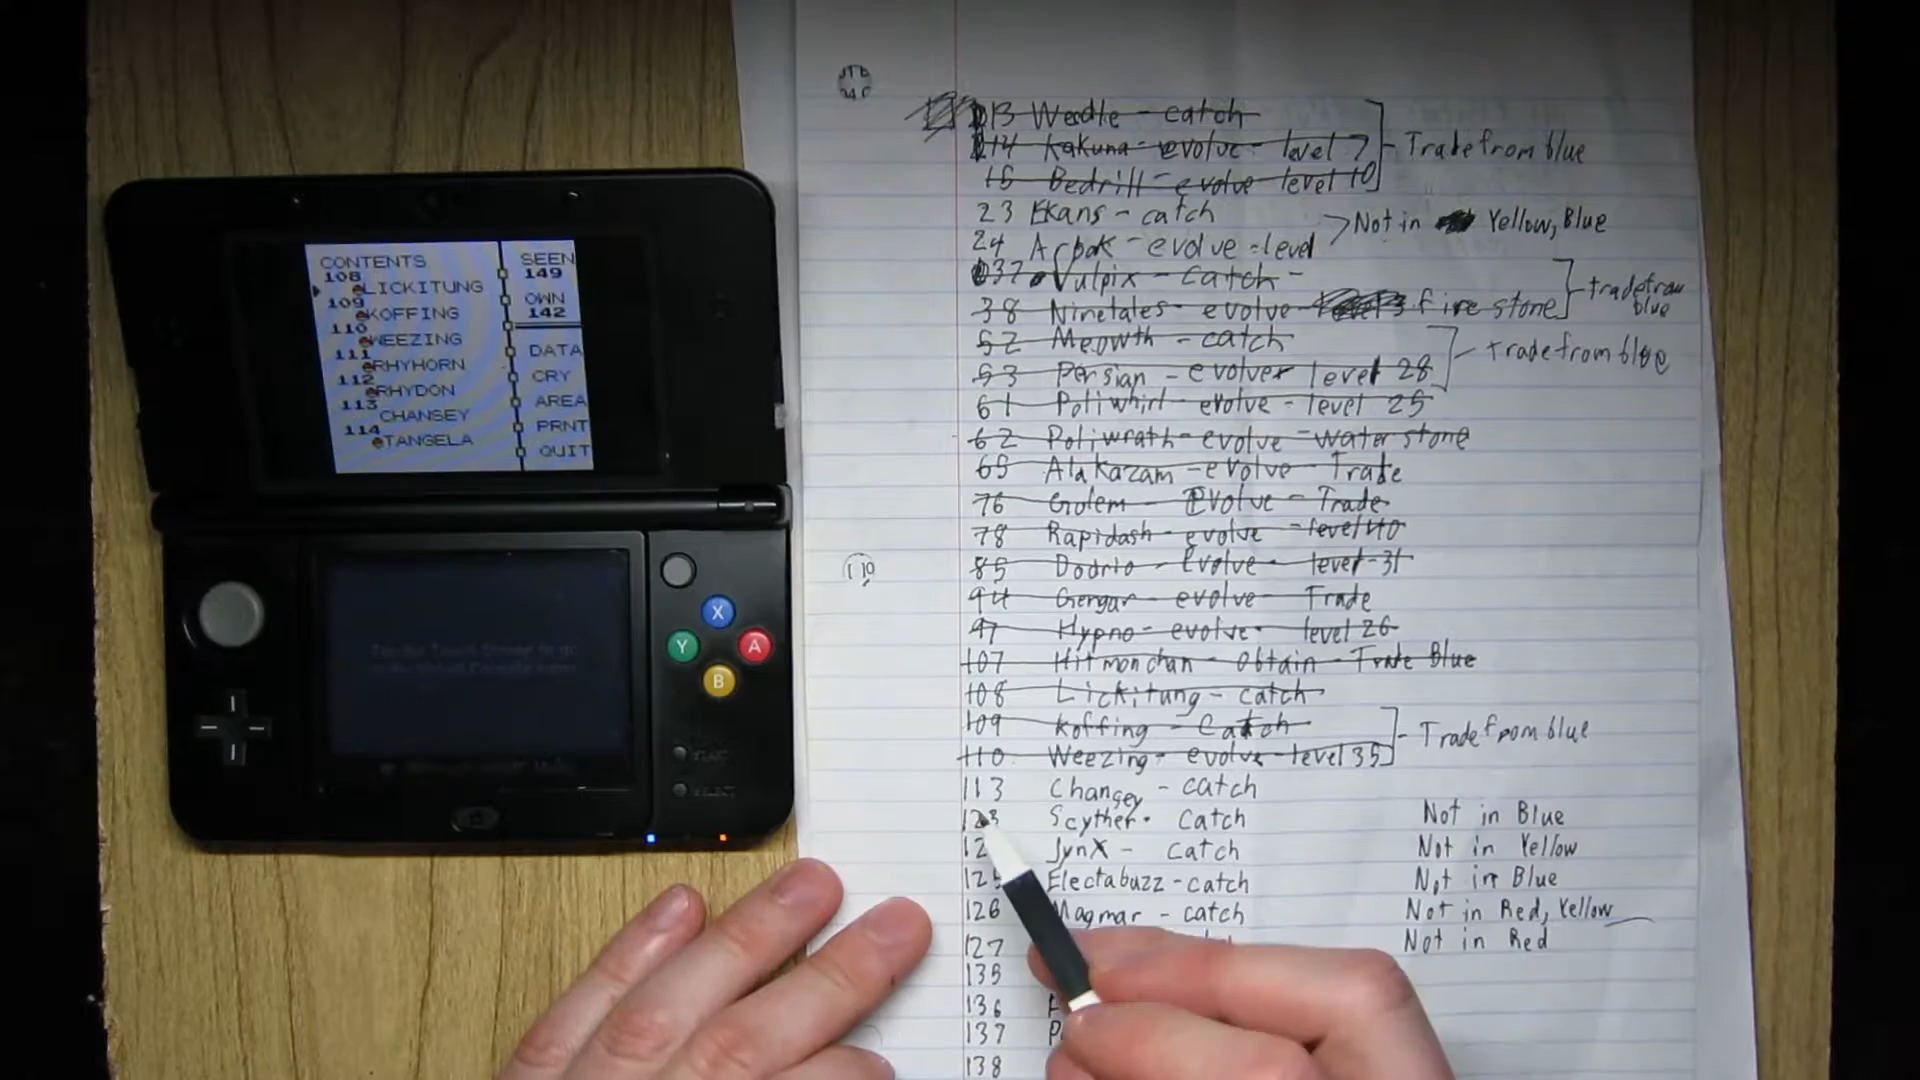 CONTENTS
108
LICKITUNG
109
KOFFING
110
WEEZING
111
RHYHORN
112
RHYDON
113
CHANSEY
114
TANGELA
SEEN
149
OWN
142
DATA
CRY
AREA
PRNT
QUIT
X
Y
A
B
13 Weedle - catch
14 Kakuna - evolve - level 7
Trade from blue
15 Bedrill - evolve level 10
23 Ekans - catch
24 Arbok - evolve - level
Not in Yellow, Blue
37 Vulpix - catch -
38 Ninetales - evolve fire stone
trade from blue
52 Meowth - catch
53 Persian - evolve level 28
trade from blue
61 Poliwhirl - evolve - level 25
62 Poliwrath - evolve - water stone
65 Alakazam - evolve - Trade
76 Golem - Evolve - Trade
78 Rapidash - evolve - level 40
85 Dodrio - Evolve - level - 31
94 Gengar - evolve - Trade
97 Hypno - evolve - level 26
107 Hitmonchan - Obtain - Trade Blue
108 Lickitung - catch
109 Koffing - Catch
110 Weezing - evolve - level 35
Trade from blue
113 Chansey - catch
123 Scyther - Catch Not in Blue
12 Jynx - catch Not in Yellow
125 Electabuzz - catch Not in Blue
126 Magmar - catch Not in Red, Yellow
127 Not in Red
135
136
137 P
138